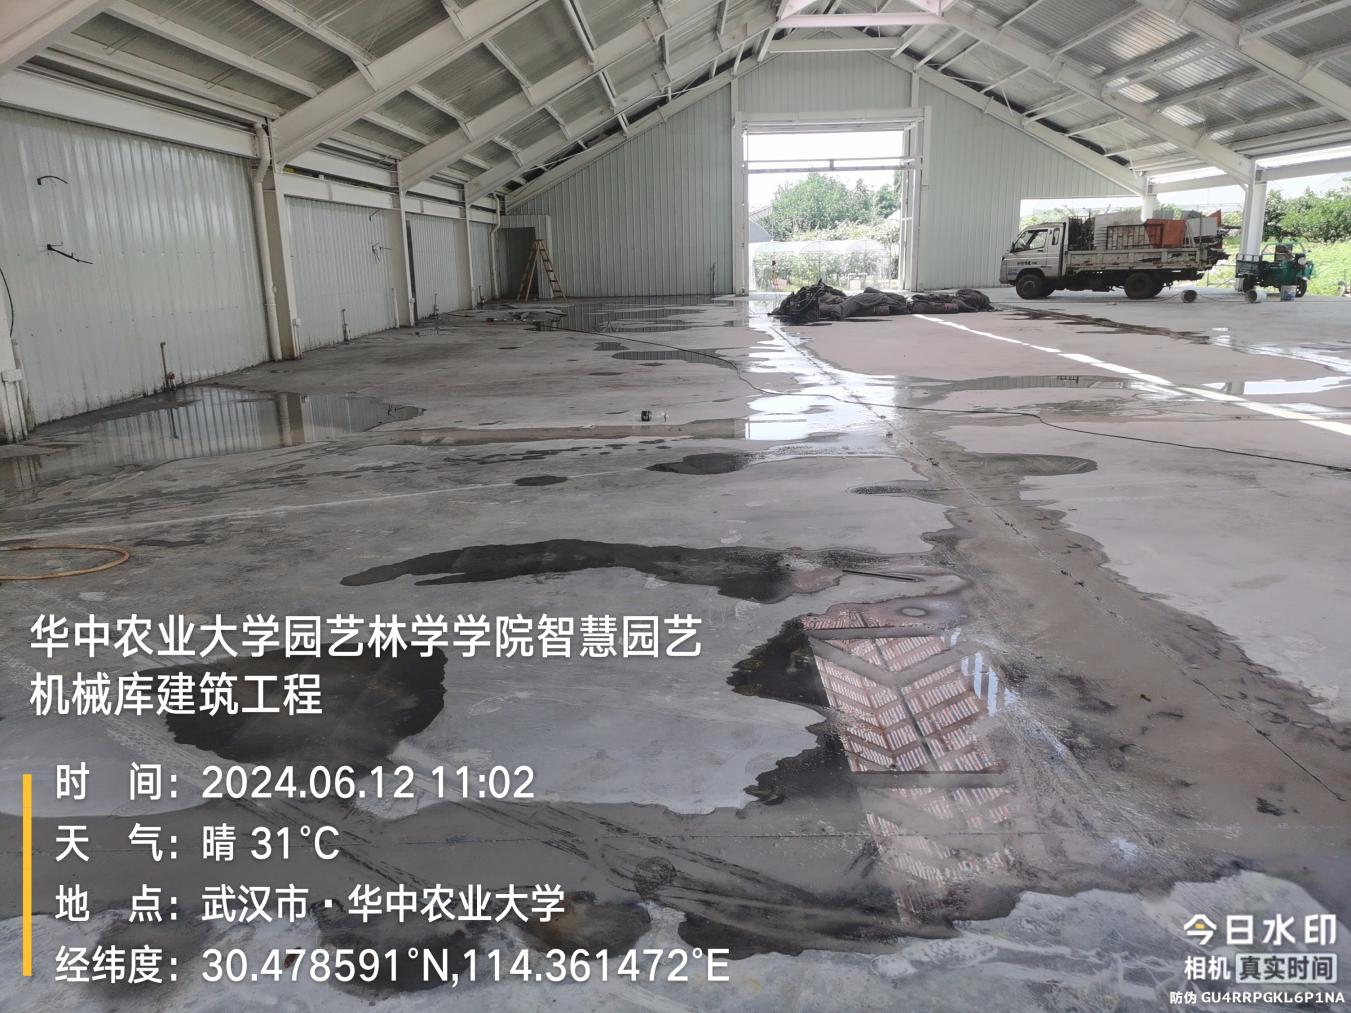 华中农业大学园艺林学学院智慧园艺
机械库建筑工程
时 间：2024.06.12 11:02
天 气：晴 31°C
地 点：武汉市·华中农业大学
经纬度：30.478591°N,114.361472°E
今日水印
相机 真实时间
防伪 GU4RRPGKL6P1NA